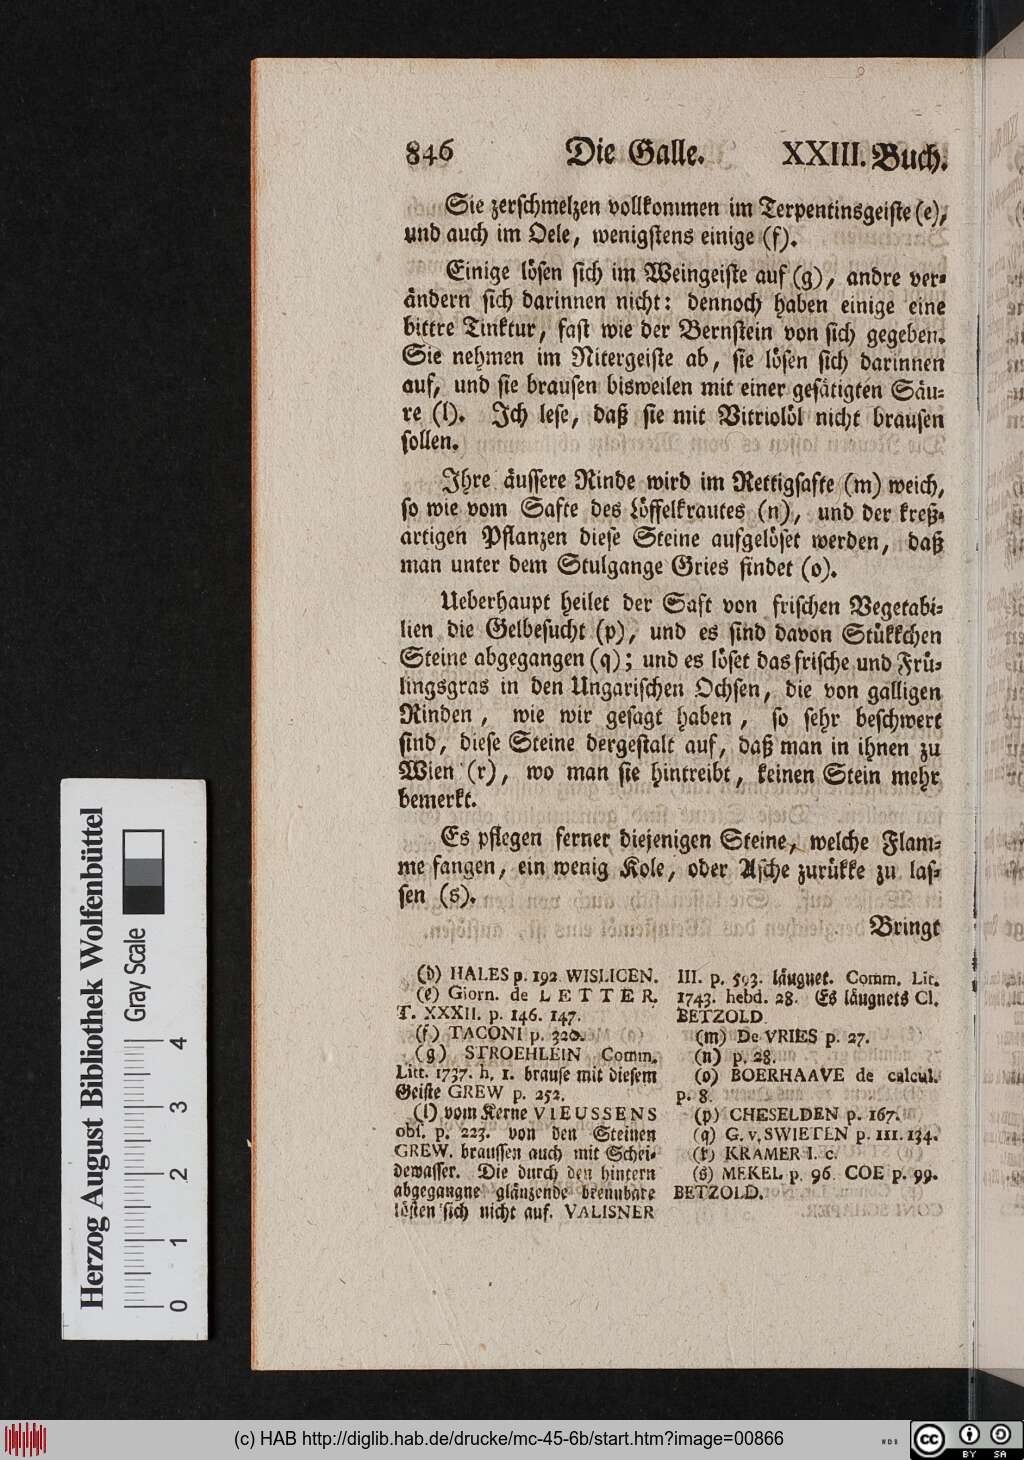 846 Die Galle. XXIII. Buch.
Sie zerschmelzen vollkommen im Terpentinsgeiste (e),
und auch im Oele, wenigstens einige (f).
Einige lösen sich im Weingeiste auf (g), andre ver-
ändern sich darinnen nicht: dennoch haben einige eine
bittre Tinktur, fast wie der Bernstein von sich gegeben.
Sie nehmen im Nitergeiste ab, sie lösen sich darinnen
auf, und sie brausen bisweilen mit einer gesätigten Säu-
re (l). Ich lese, daß sie mit Vitriolöl nicht brausen
sollen.
Ihre äussere Rinde wird im Rettigsafte (m) weich,
so wie vom Safte des Löffelkrautes (n), und der kreß-
artigen Pflanzen diese Steine aufgelöset werden, daß
man unter dem Stulgange Gries findet (o).
Ueberhaupt heilet der Saft von frischen Vegetabi-
lien die Gelbesucht (p), und es sind davon Stükkchen
Steine abgegangen (q); und es löset das frische und Frü-
lingsgras in den Ungarischen Ochsen, die von galligen
Rinden, wie wir gesagt haben, so sehr beschwert
sind, diese Steine dergestalt auf, daß man in ihnen zu
Wien (r), wo man sie hintreibt, keinen Stein mehr
bemerkt.
Es pflegen ferner diejenigen Steine, welche Flam-
me fangen, ein wenig Kole, oder Asche zurükke zu las-
sen (s).
Bringt
(d) HALES p. 192 WISLICEN.
(e) Giorn. de LETTER.
T. XXXII. p. 146. 147.
(f) TACONI p. 320.
(g) STROEHLEIN Comm.
Litt. 1737. h. 1. brause mit diesem
Geiste GREW p. 252.
(l) vom Kerne VIEUSSENS
obs. p. 223. von den Steinen
GREW. braussen auch mit Schei-
dewasser. Die durch den hintern
abgegangne glänzende brennbare
lösten sich nicht auf. VALISNER
III. p. 593. läugnet. Comm. Lit.
1743. hebd. 28. Es läugnets Cl.
BETZOLD.
(m) De VRIES p. 27.
(n) p. 28.
(o) BOERHAAVE de calcul.
p. 8.
(p) CHESELDEN p. 167.
(q) G. v. SWIETEN p. III. 134.
(r) KRAMER l. c.
(s) MEKEL p. 96. COE p. 99.
BETZOLD.
Herzog August Bibliothek Wolfenbüttel
Gray Scale
0 1 2 3 4
(c) HAB http://diglib.hab.de/drucke/mc-45-6b/start.htm?image=00866
WDB
cc BY SA